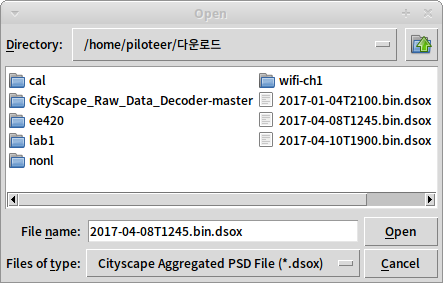 Open
Directory: /home/piloteer/다운로드
cal
CityScape_Raw_Data_Decoder-master
ee420
lab1
nonl
wifi-ch1
2017-01-04T2100.bin.dsox
2017-04-08T1245.bin.dsox
2017-04-10T1900.bin.dsox
File name: 2017-04-08T1245.bin.dsox Open
Files of type: Cityscape Aggregated PSD File (*.dsox) Cancel